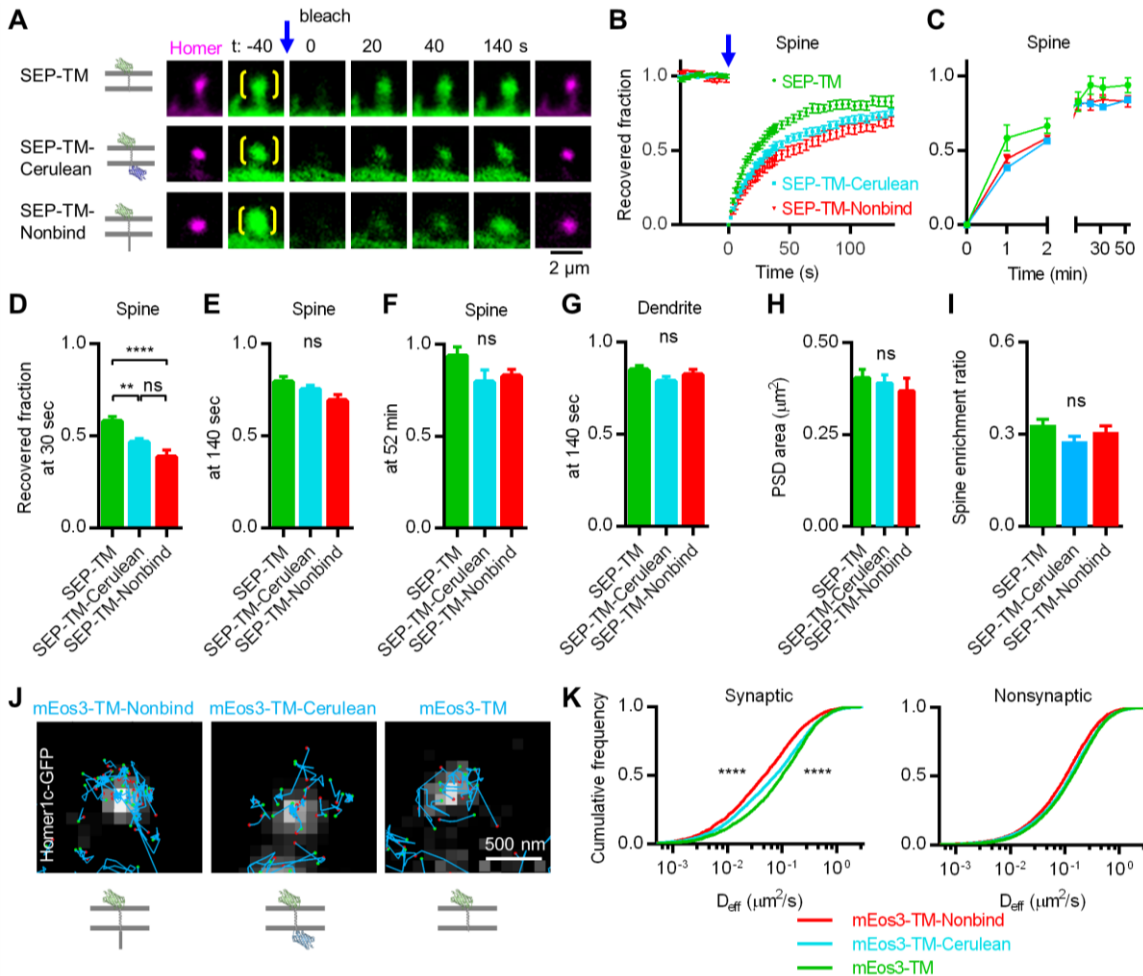 A
bleach
Homer
t: -40
0
20
40
140 s
SEP-TM
SEP-TM-
Cerulean
SEP-TM-
Nonbind
2 µm
B
Spine
Recovered fraction
1.0
0.5
0.0
SEP-TM
SEP-TM-Cerulean
SEP-TM-Nonbind
0
50
100
Time (s)
C
Spine
1.0
0.5
0.0
0
1
2
30
50
Time (min)
D
Spine
Recovered fraction
at 30 sec
1.0
0.5
0.0
****
**
ns
SEP-TM
SEP-TM-Cerulean
SEP-TM-Nonbind
E
Spine
at 140 sec
1.0
0.5
0.0
ns
SEP-TM
SEP-TM-Cerulean
SEP-TM-Nonbind
F
Spine
at 52 min
1.0
0.5
0.0
ns
SEP-TM
SEP-TM-Cerulean
SEP-TM-Nonbind
G
Dendrite
at 140 sec
1.0
0.5
0.0
ns
SEP-TM
SEP-TM-Cerulean
SEP-TM-Nonbind
H
PSD area (µm²)
0.50
0.25
0.00
ns
SEP-TM
SEP-TM-Cerulean
SEP-TM-Nonbind
I
Spine enrichment ratio
0.6
0.3
0.0
ns
SEP-TM
SEP-TM-Cerulean
SEP-TM-Nonbind
J
mEos3-TM-Nonbind
mEos3-TM-Cerulean
mEos3-TM
Homer1c-GFP
500 nm
K
Synaptic
Cumulative frequency
1.0
0.5
0.0
****
****
10⁻³
10⁻²
10⁻¹
10⁰
Deff (µm²/s)
Nonsynaptic
1.0
0.5
0.0
10⁻³
10⁻²
10⁻¹
10⁰
Deff (µm²/s)
mEos3-TM-Nonbind
mEos3-TM-Cerulean
mEos3-TM